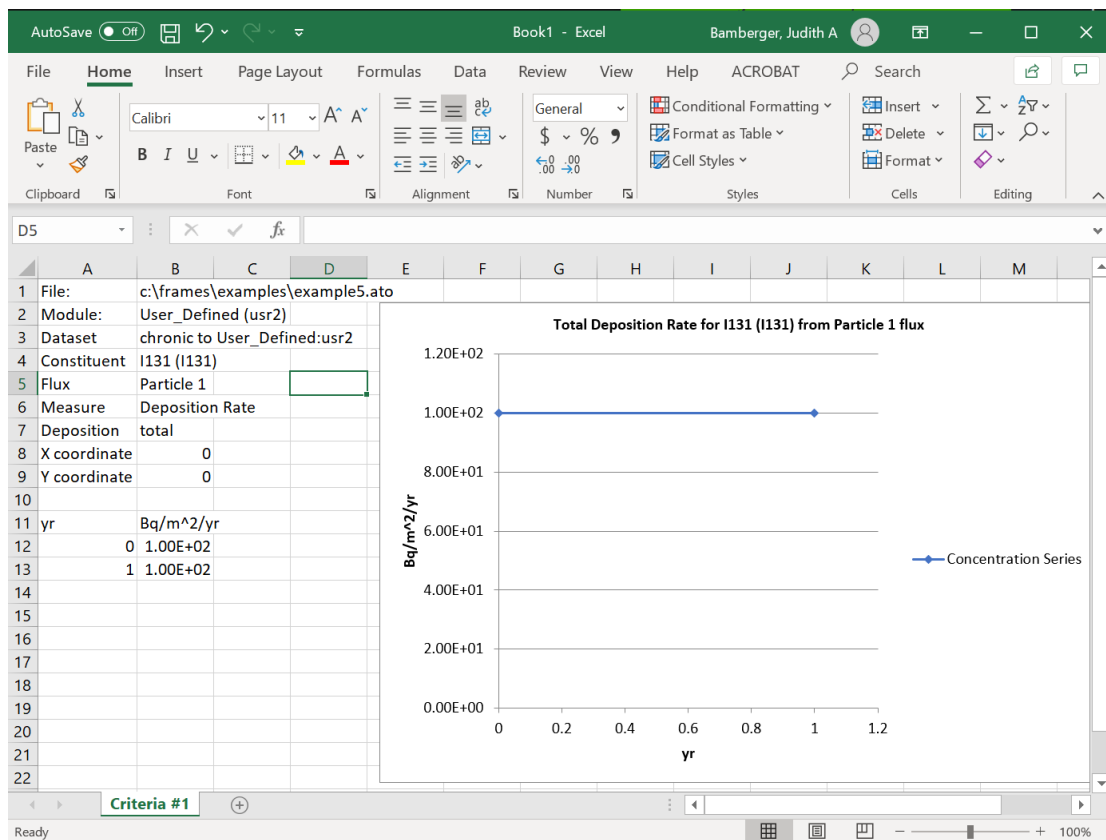 AutoSave Off Book1 - Excel Bamberger, Judith A
File Home Insert Page Layout Formulas Data Review View Help ACROBAT Search
Paste
Calibri 11 A^ Aˇ
B I U A
ab
General
$ % 9
.00 .00
Conditional Formatting
Format as Table
Cell Styles
Insert
Delete
Format
Σ
Clipboard Font Alignment Number Styles Cells Editing
D5 fx
A B C D E F G H I J K L M
1 File: c:\frames\examples\example5.ato
2 Module: User_Defined (usr2)
3 Dataset chronic to User_Defined:usr2
4 Constituent I131 (I131)
5 Flux Particle 1
6 Measure Deposition Rate
7 Deposition total
8 X coordinate 0
9 Y coordinate 0
10
11 yr Bq/m^2/yr
12 0 1.00E+02
13 1 1.00E+02
14
15
16
17
18
19
20
21
22
Total Deposition Rate for I131 (I131) from Particle 1 flux
1.20E+02
1.00E+02
8.00E+01
6.00E+01
4.00E+01
2.00E+01
0.00E+00
Bq/m^2/yr
0 0.2 0.4 0.6 0.8 1 1.2
yr
Concentration Series
Criteria #1
Ready 100%